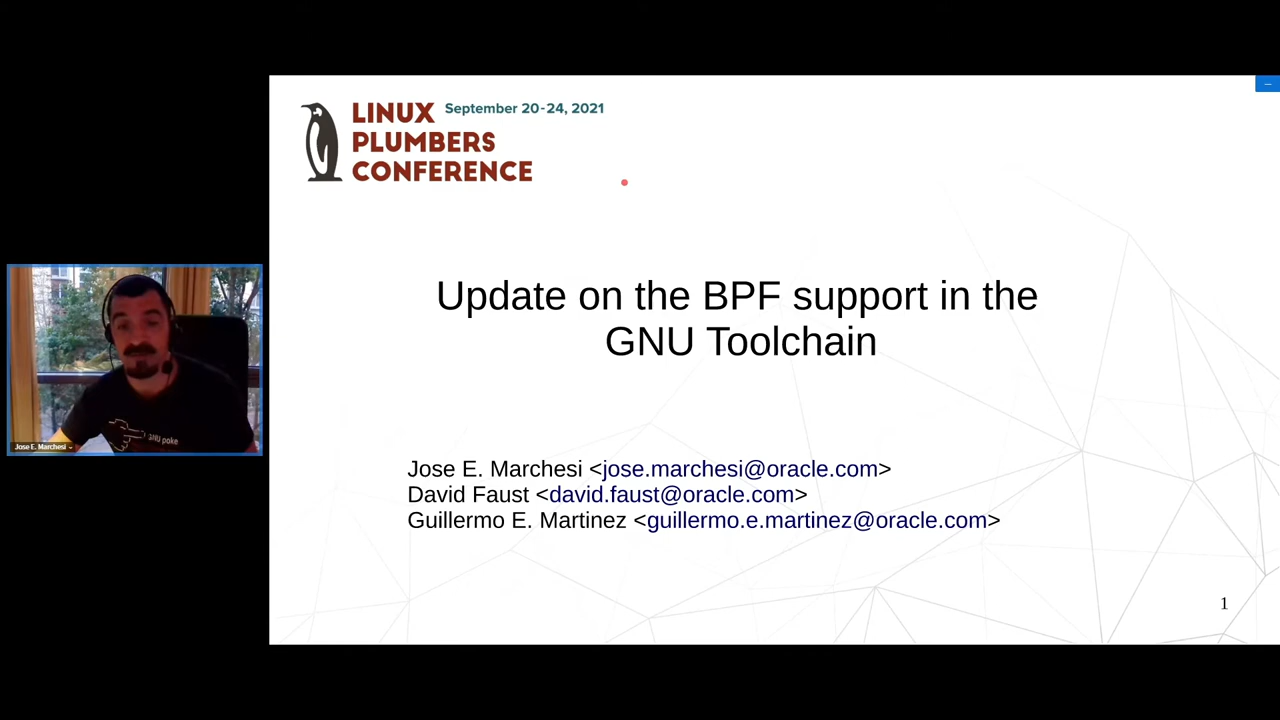 LINUX September 20-24, 2021
PLUMBERS
CONFERENCE
Update on the BPF support in the
GNU Toolchain
Jose E. Marchesi <jose.marchesi@oracle.com>
David Faust <david.faust@oracle.com>
Guillermo E. Martinez <guillermo.e.martinez@oracle.com>
1
GNU poke
Jose E. Marchesi